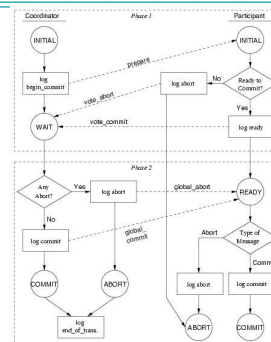 Coordinator
Phase 1
Participant
INITIAL
INITIAL
prepare
log
begin_commit
log abort
No
Ready to
Commit?
vote_abort
Yes
WAIT
vote_commit
log ready
Phase 2
Any
Abort?
Yes
log abort
global_abort
READY
No
log commit
global_
commit
Abort
Type of
Message
Comm
log abort
log commit
COMMIT
ABORT
log
end_of_trans.
ABORT
COMMIT